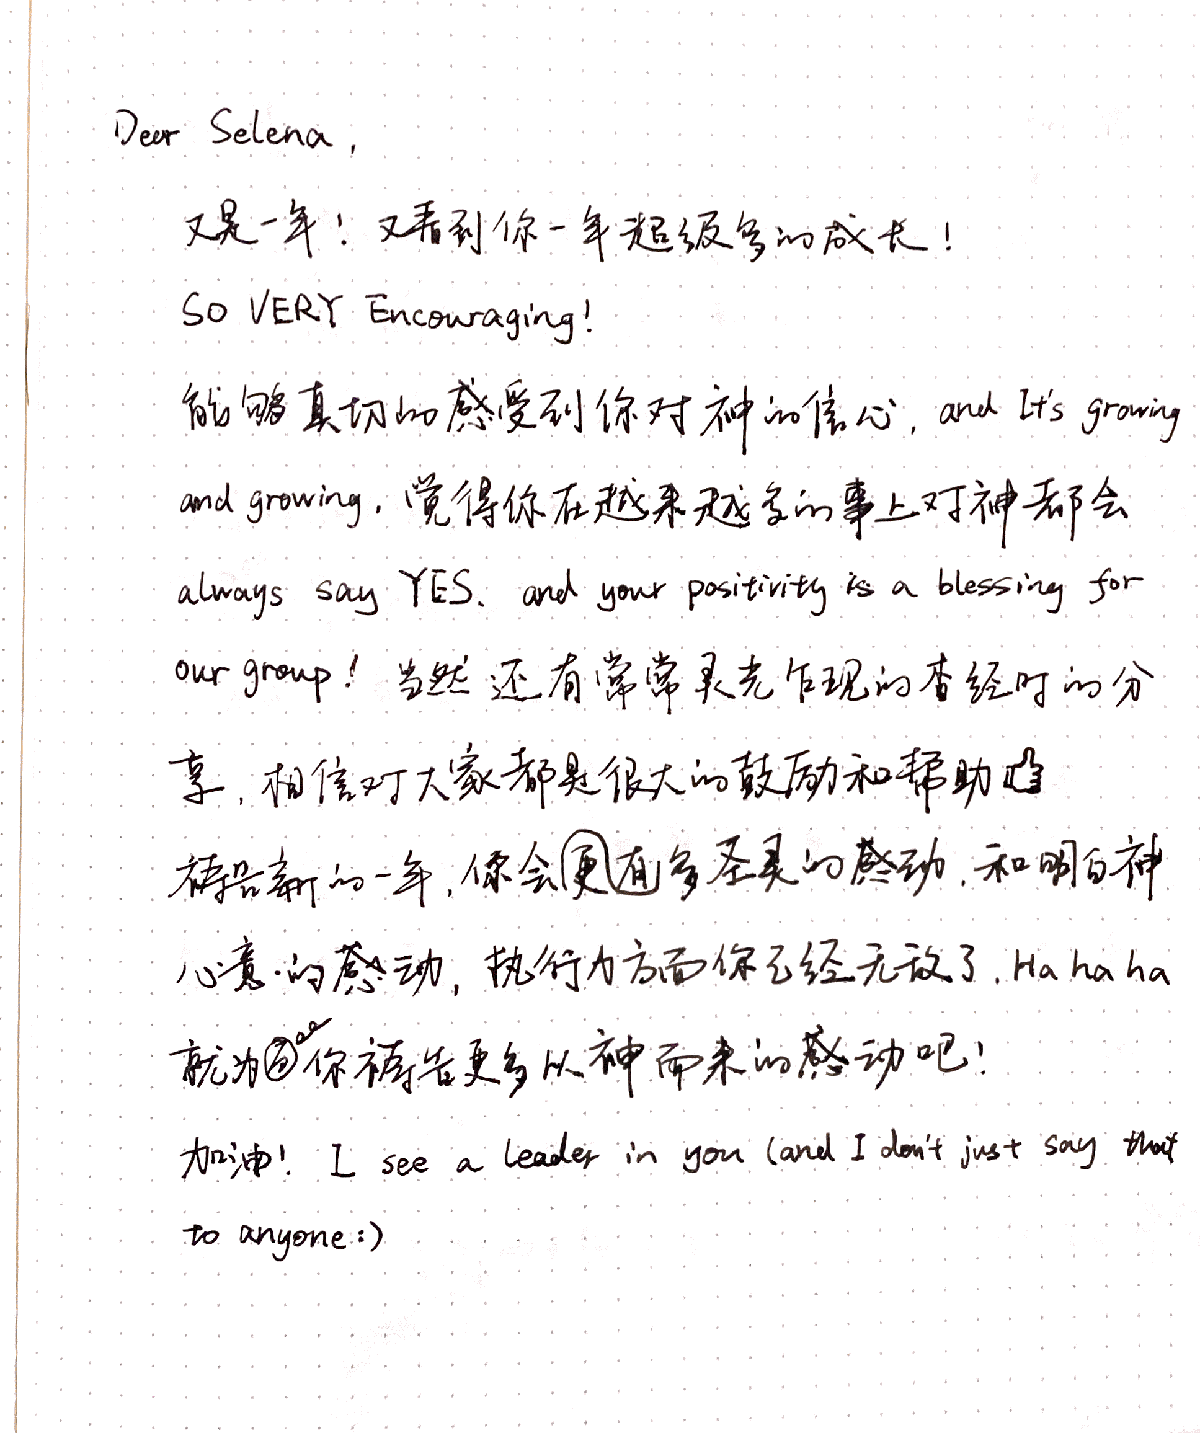 Dear Selena,
又是一年！又看到你一年超级多的成长！
SO VERY Encouraging!
能够真切的感受到你对神的信心, and It's growing
and growing. 觉得你在越来越多的事上对神都会
always say YES. and your positivity is a blessing for
our group! 当然还有常常灵光乍现的查经时的分
享, 相信对大家都是很大的鼓励和帮助
祷告新的一年, 你会更有多圣灵的感动, 和明白神
心意的感动, 执行力方面你已经无敌了. Ha ha ha
就为你祷告更多从神而来的感动吧!
加油! I see a leader in you (and I don't just say that
to anyone:)